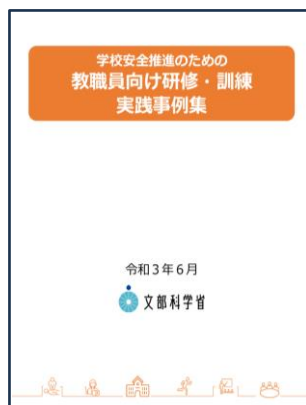 学校安全推進のための
教職員向け研修・訓練
実践事例集
令和3年6月
文部科学省